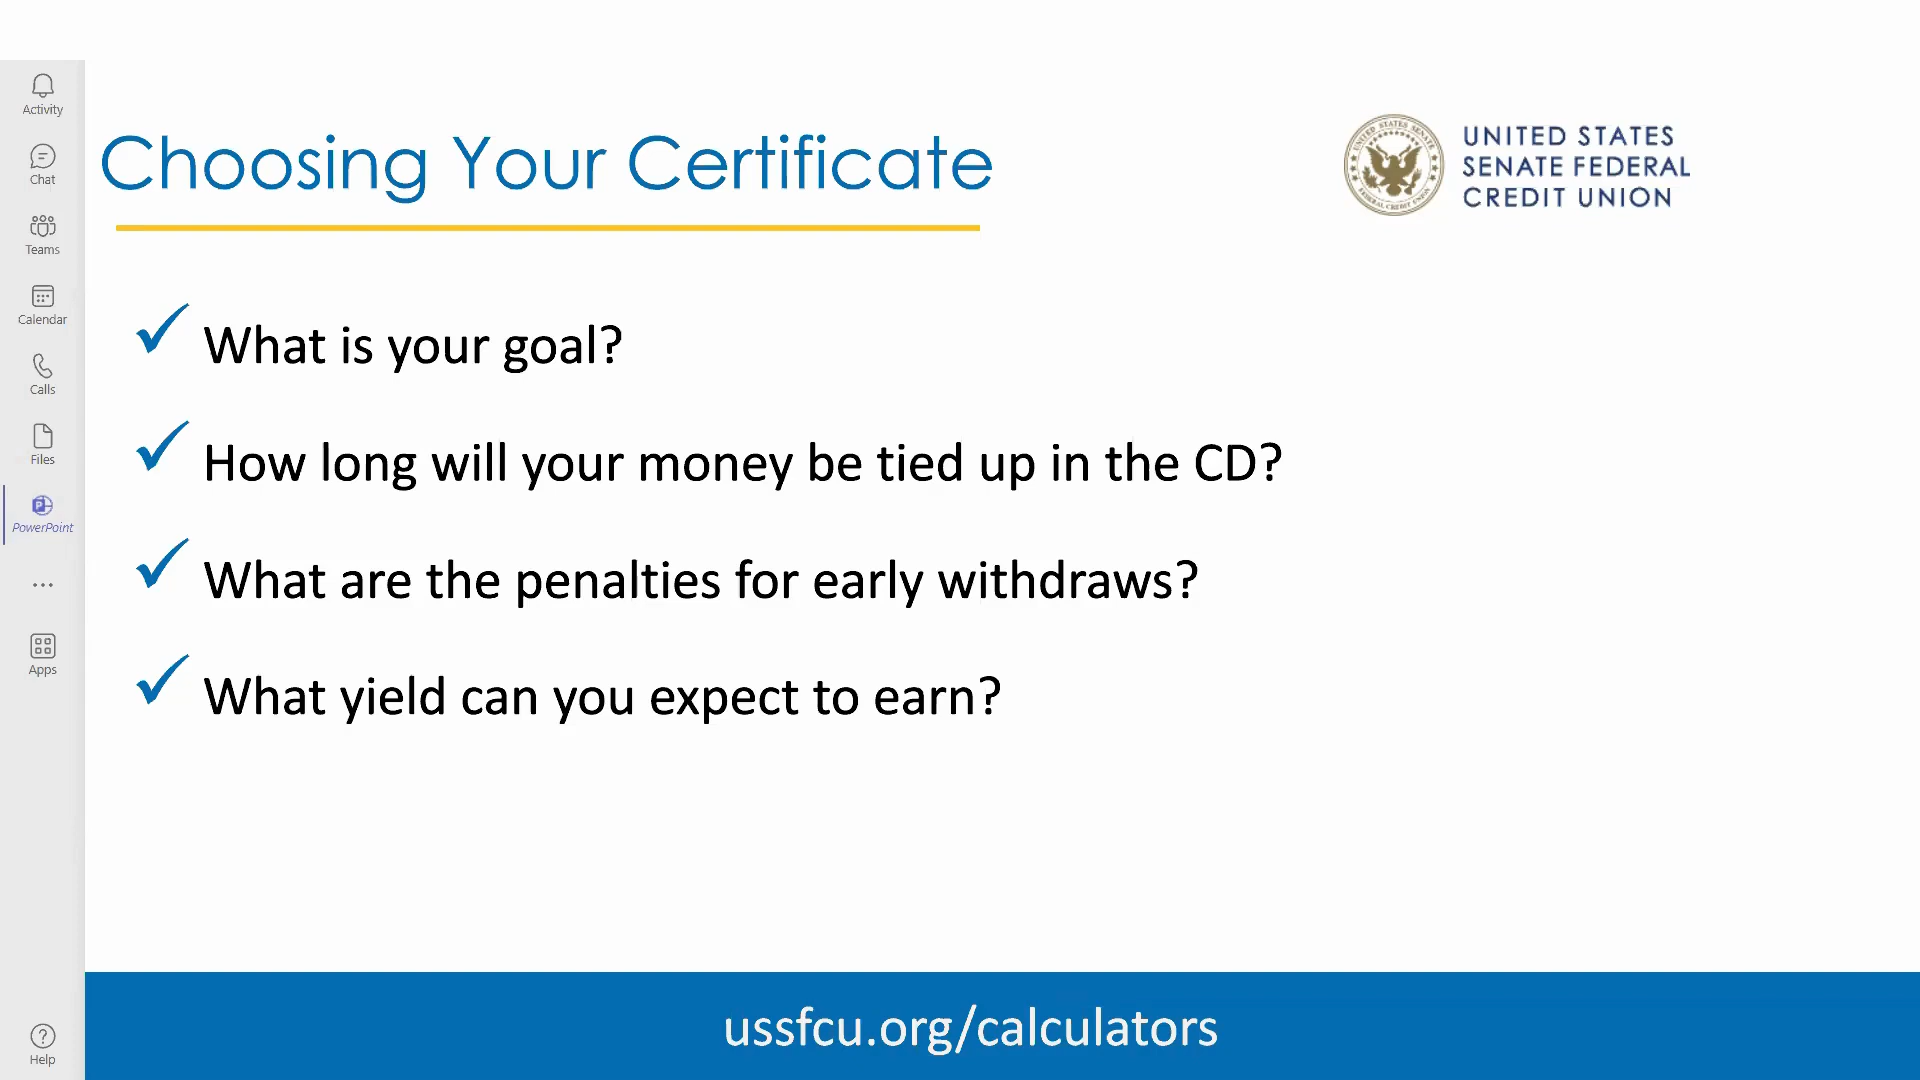 Activity
Chat
Teams
Calendar
Calls
Files
PowerPoint
Apps
Help
Choosing Your Certificate
UNITED STATES
SENATE FEDERAL
CREDIT UNION
What is your goal?
How long will your money be tied up in the CD?
What are the penalties for early withdraws?
What yield can you expect to earn?
ussfcu.org/calculators